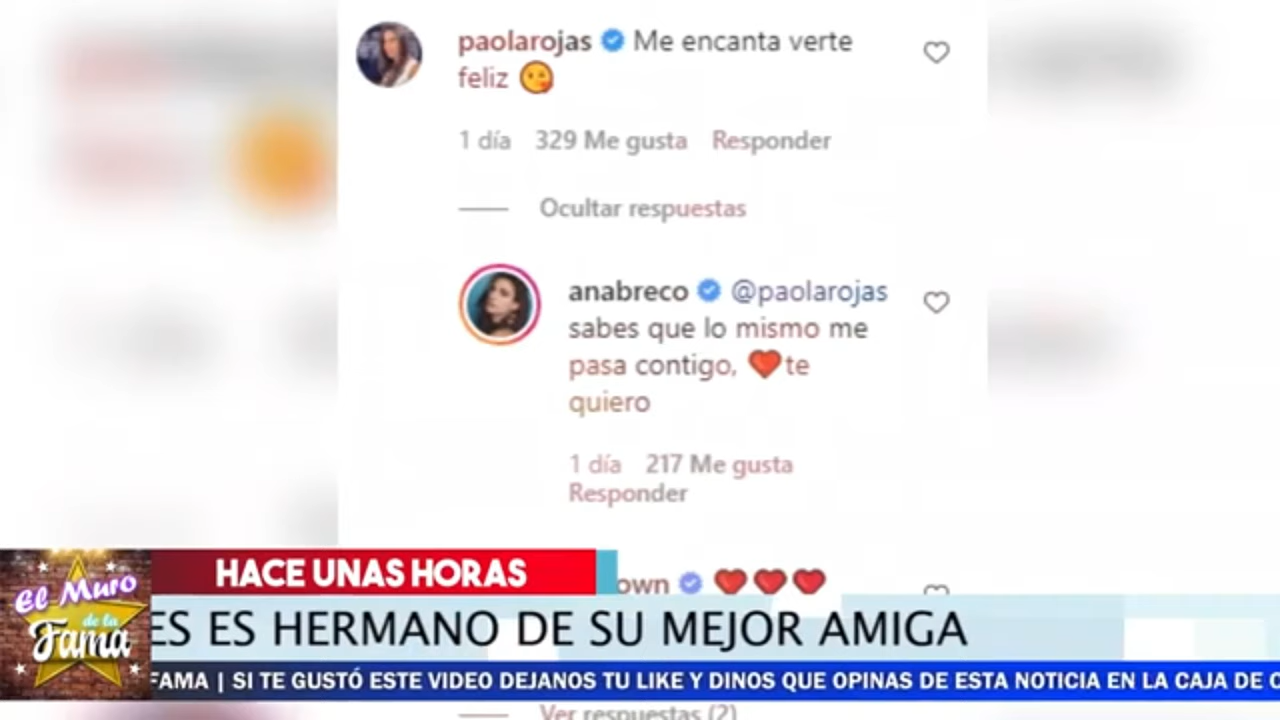 paolarojas Me encanta verte
feliz 😘
1 día 329 Me gusta Responder
Ocultar respuestas
anabreco @paolarojas
sabes que lo mismo me
pasa contigo, ❤️te
quiero
1 día 217 Me gusta
Responder
own ❤️❤️❤️
HACE UNAS HORAS
El Muro
de la
Fama
ES ES HERMANO DE SU MEJOR AMIGA
FAMA | SI TE GUSTÓ ESTE VIDEO DEJANOS TU LIKE Y DINOS QUE OPINAS DE ESTA NOTICIA EN LA CAJA DE
Ver respuestas (2)